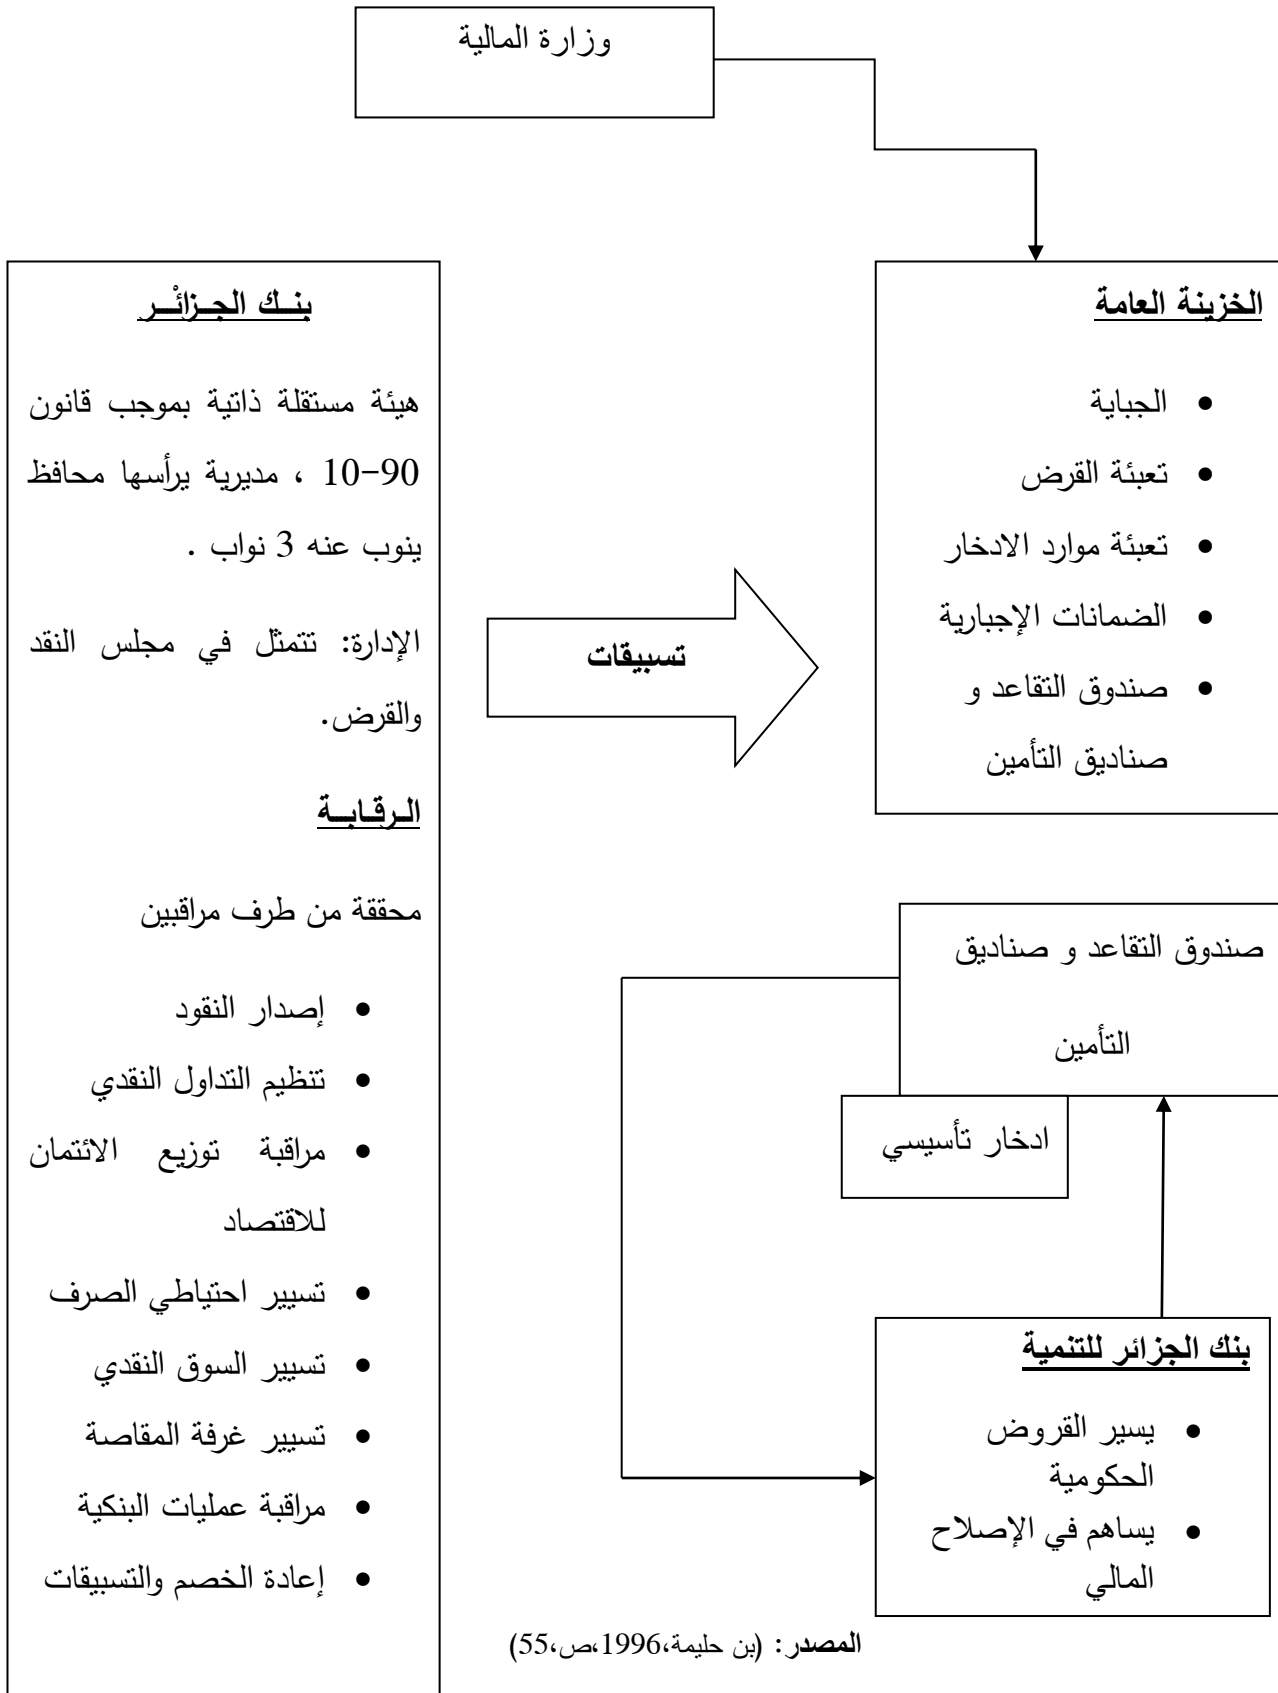 وزارة المالية
الخزينة العامة
• الجباية
• تعبئة القرض
• تعبئة موارد الادخار
• الضمانات الإجبارية
• صندوق التقاعد و
صناديق التأمين
تسبيقات
بنــك الجـزائـر
هيئة مستقلة ذاتية بموجب قانون
90-10 ، مديرية يرأسها محافظ
ينوب عنه 3 نواب .
الإدارة: تتمثل في مجلس النقد
والقرض.
الـرقـابــة
محققة من طرف مراقبين
• إصدار النقود
• تنظيم التداول النقدي
• مراقبة توزيع الائتمان
للاقتصاد
• تسيير احتياطي الصرف
• تسيير السوق النقدي
• تسيير غرفة المقاصة
• مراقبة عمليات البنكية
• إعادة الخصم والتسبيقات
صندوق التقاعد و صناديق
التأمين
ادخار تأسيسي
بنك الجزائر للتنمية
• يسير القروض
الحكومية
• يساهم في الإصلاح
المالي
المصدر: (بن حليمة،1996،ص،55)